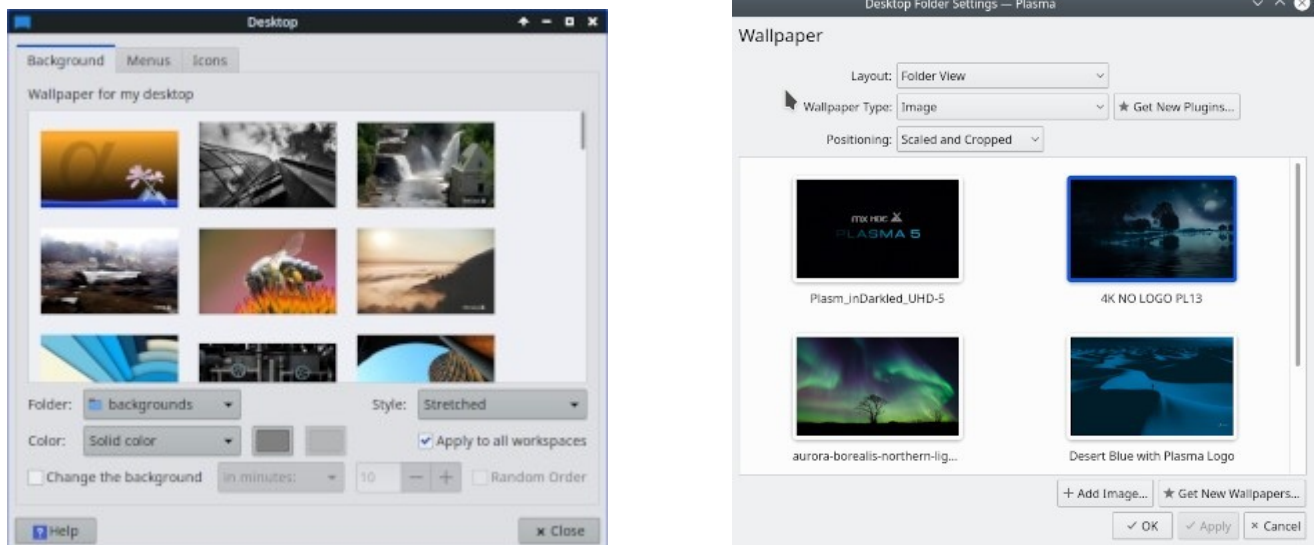 Desktop
Background Menus Icons
Wallpaper for my desktop
α
Folder: backgrounds Style: Stretched
Color: Solid color Apply to all workspaces
Change the background in minutes: 10 Random Order
Help Close
Desktop Folder Settings — Plasma
Wallpaper
Layout: Folder View
Wallpaper Type: Image Get New Plugins...
Positioning: Scaled and Cropped
MX KDE
PLASMA 5
Plasm_inDarkled_UHD-5 4K NO LOGO PL13
aurora-borealis-northern-lig... Desert Blue with Plasma Logo
Add Image... Get New Wallpapers...
OK Apply Cancel